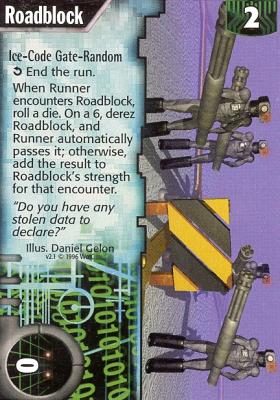 Roadblock
2
Ice-Code Gate-Random
End the run.
When Runner
encounters Roadblock,
roll a die. On a 6, derez
Roadblock, and
Runner automatically
passes it; otherwise,
add the result to
Roadblock's strength
for that encounter.
"Do you have any
stolen data to
declare?"
Illus. Daniel Gelon
v2.1 © 1996 WotC
0